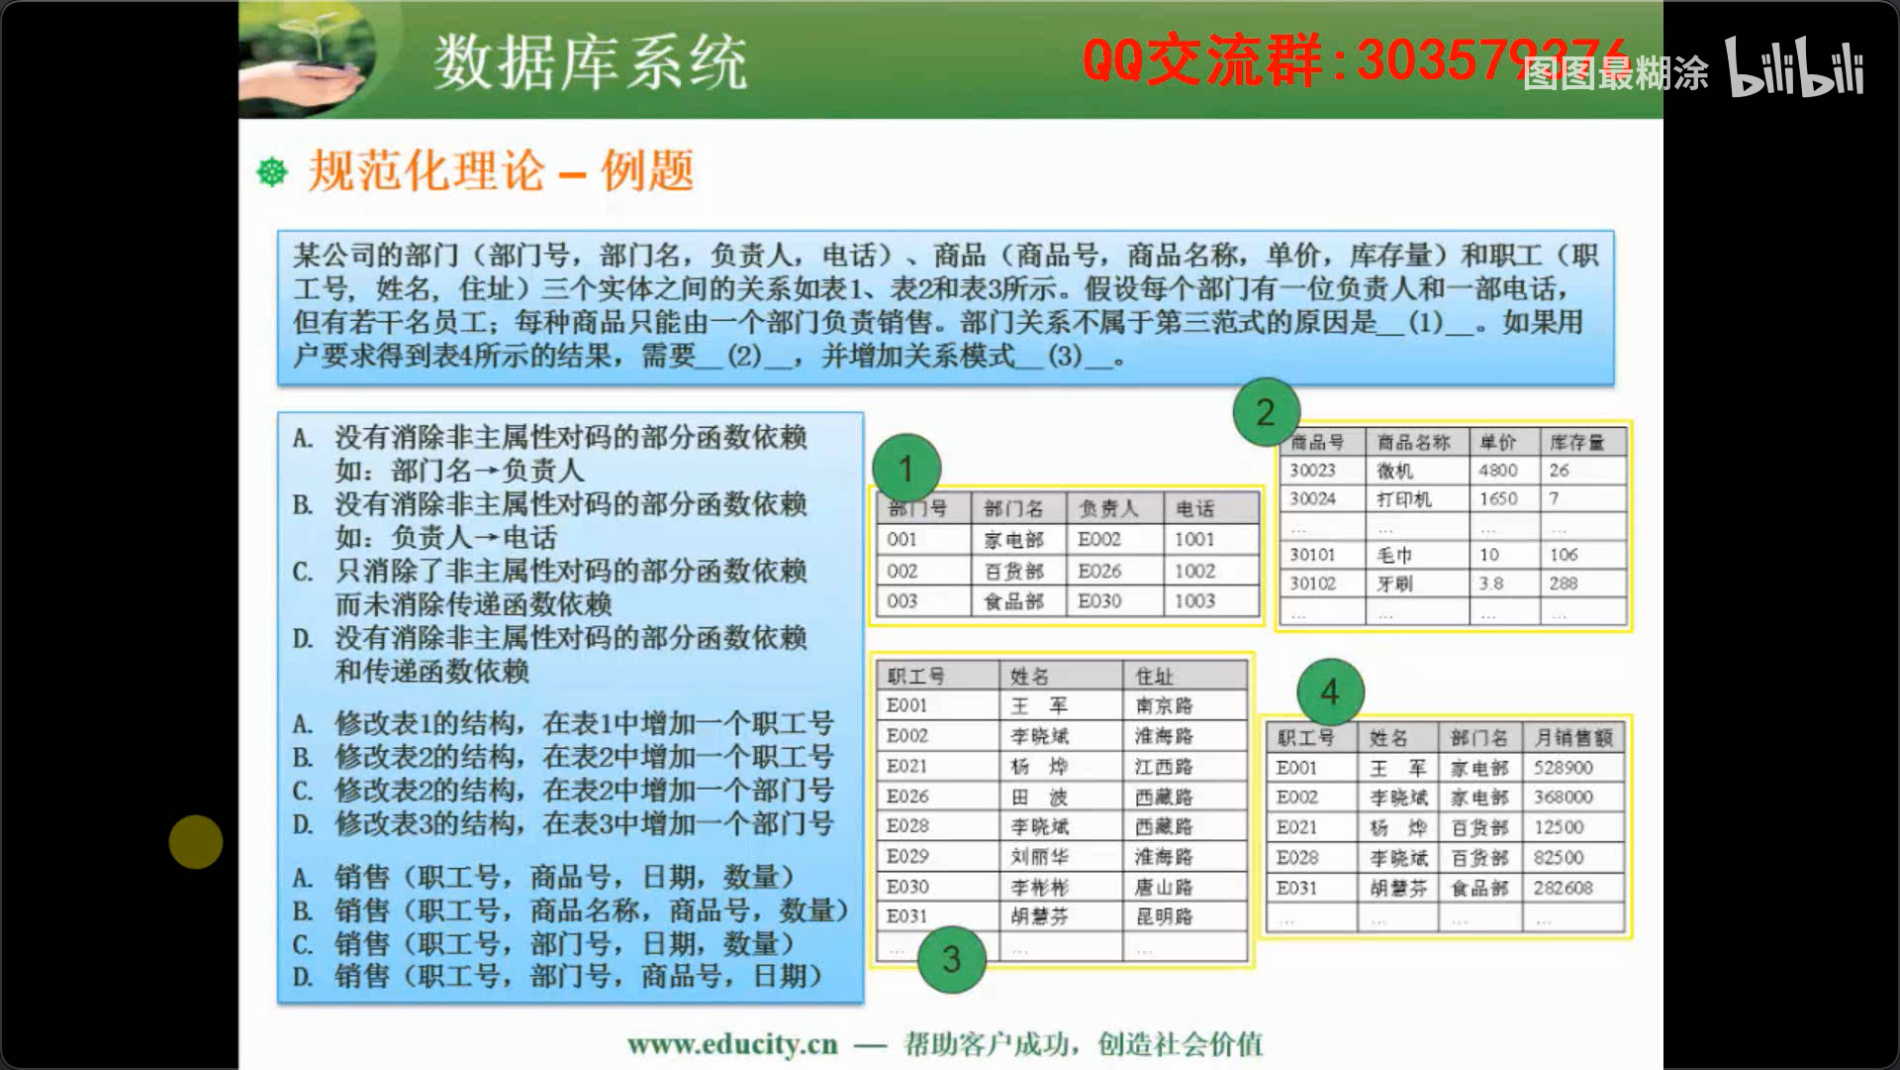 数据库系统
QQ交流群:303579376
图图最糊涂 bilibili
规范化理论 – 例题
某公司的部门（部门号，部门名，负责人，电话）、商品（商品号，商品名称，单价，库存量）和职工（职
工号，姓名，住址）三个实体之间的关系如表1、表2和表3所示。假设每个部门有一位负责人和一部电话，
但有若干名员工；每种商品只能由一个部门负责销售。部门关系不属于第三范式的原因是__(1)__。如果用
户要求得到表4所示的结果，需要__(2)__，并增加关系模式__(3)__。
A. 没有消除非主属性对码的部分函数依赖
如：部门名→负责人
B. 没有消除非主属性对码的部分函数依赖
如：负责人→电话
C. 只消除了非主属性对码的部分函数依赖
而未消除传递函数依赖
D. 没有消除非主属性对码的部分函数依赖
和传递函数依赖
A. 修改表1的结构，在表1中增加一个职工号
B. 修改表2的结构，在表2中增加一个职工号
C. 修改表2的结构，在表2中增加一个部门号
D. 修改表3的结构，在表3中增加一个部门号
A. 销售（职工号，商品号，日期，数量）
B. 销售（职工号，商品名称，商品号，数量）
C. 销售（职工号，部门号，日期，数量）
D. 销售（职工号，部门号，商品号，日期）
1
部门号 部门名 负责人 电话
001 家电部 E002 1001
002 百货部 E026 1002
003 食品部 E030 1003
2
商品号 商品名称 单价 库存量
30023 微机 4800 26
30024 打印机 1650 7
... ... ... ...
30101 毛巾 10 106
30102 牙刷 3.8 288
... ... ... ...
职工号 姓名 住址
E001 王 军 南京路
E002 李晓斌 淮海路
E021 杨 烨 江西路
E026 田 波 西藏路
E028 李晓斌 西藏路
E029 刘丽华 淮海路
E030 李彬彬 唐山路
E031 胡慧芬 昆明路
... ... ...
3
4
职工号 姓名 部门名 月销售额
E001 王 军 家电部 528900
E002 李晓斌 家电部 368000
E021 杨 烨 百货部 12500
E028 李晓斌 百货部 82500
E031 胡慧芬 食品部 282608
... ... ... ...
www.educity.cn — 帮助客户成功，创造社会价值